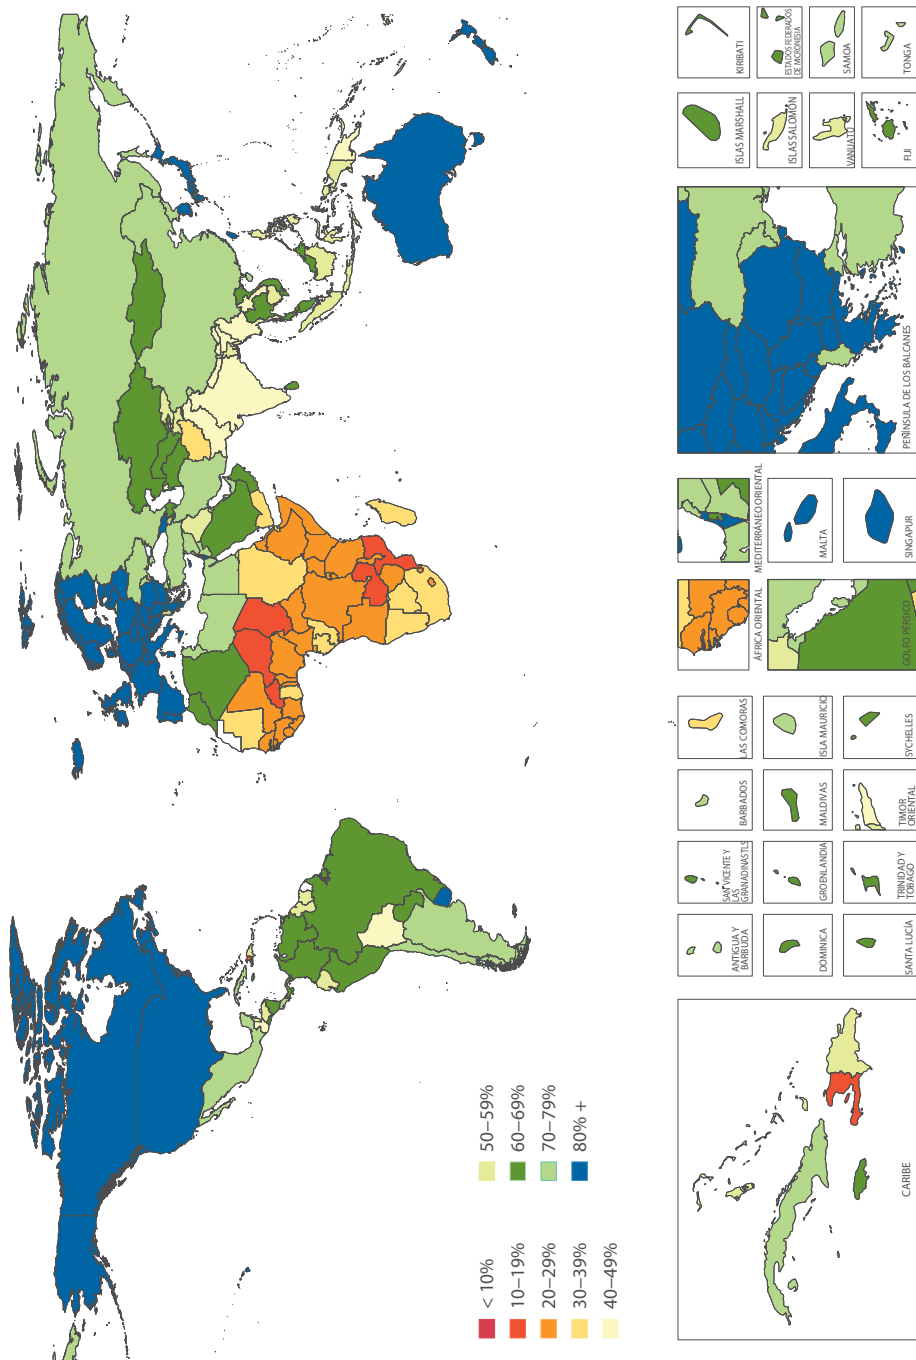 < 10%
10–19%
20–29%
30–39%
40–49%
50–59%
60–69%
70–79%
80% +
CARIBE
ANTIGUA Y
BARBUDA
SAN VICENTE Y
LAS
GRANADINASTLS
BARBADOS
LAS COMORAS
DOMINICA
GROENLANDIA
MALDIVAS
ISLA MAURICIO
SANTA LUCÍA
TRINIDAD Y
TOBAGO
TIMOR
ORIENTAL
SYCHELLES
ÁFRICA ORIENTAL
MEDITERRÁNEO ORIENTAL
GOLFO PÉRSICO
MALTA
SINGAPUR
PENÍNSULA DE LOS BALCANES
ISLAS MARSHALL
KIRIBATI
ISLAS SALOMÓN
ESTADOS FEDERADOS
DE MICRONESIA
VANUATU
SAMOA
FIJI
TONGA